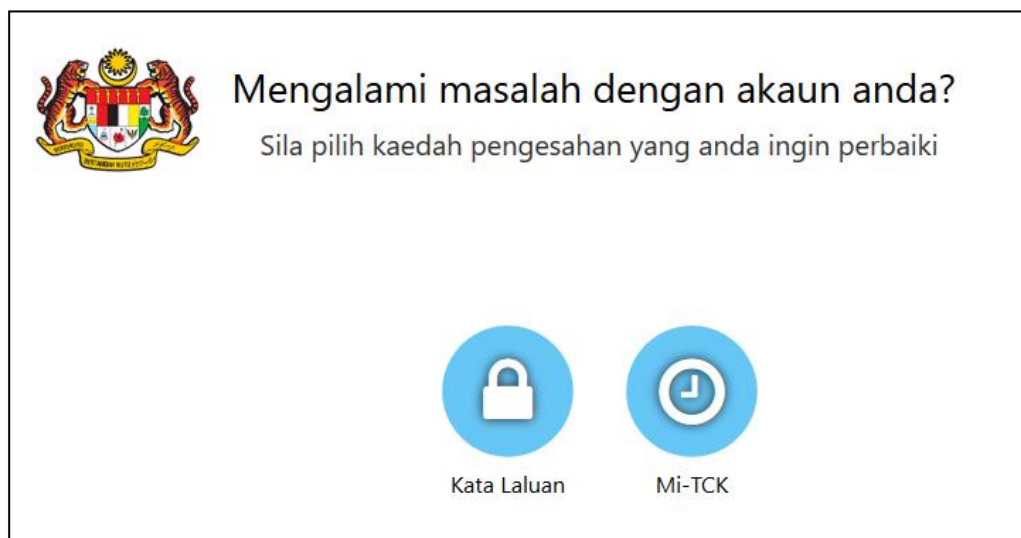 Mengalami masalah dengan akaun anda?
Sila pilih kaedah pengesahan yang anda ingin perbaiki
Kata Laluan
Mi-TCK